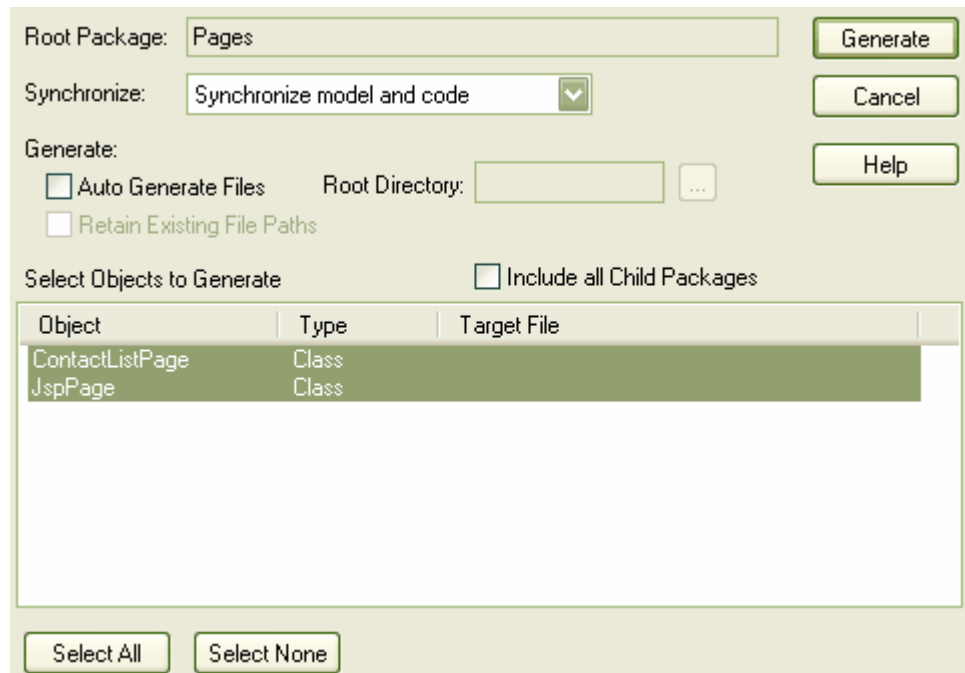 Root Package: Pages Generate
Synchronize: Synchronize model and code Cancel
Generate: Help
Auto Generate Files Root Directory: ...
Retain Existing File Paths
Select Objects to Generate Include all Child Packages
Object Type Target File
ContactListPage Class
JspPage Class
Select All Select None